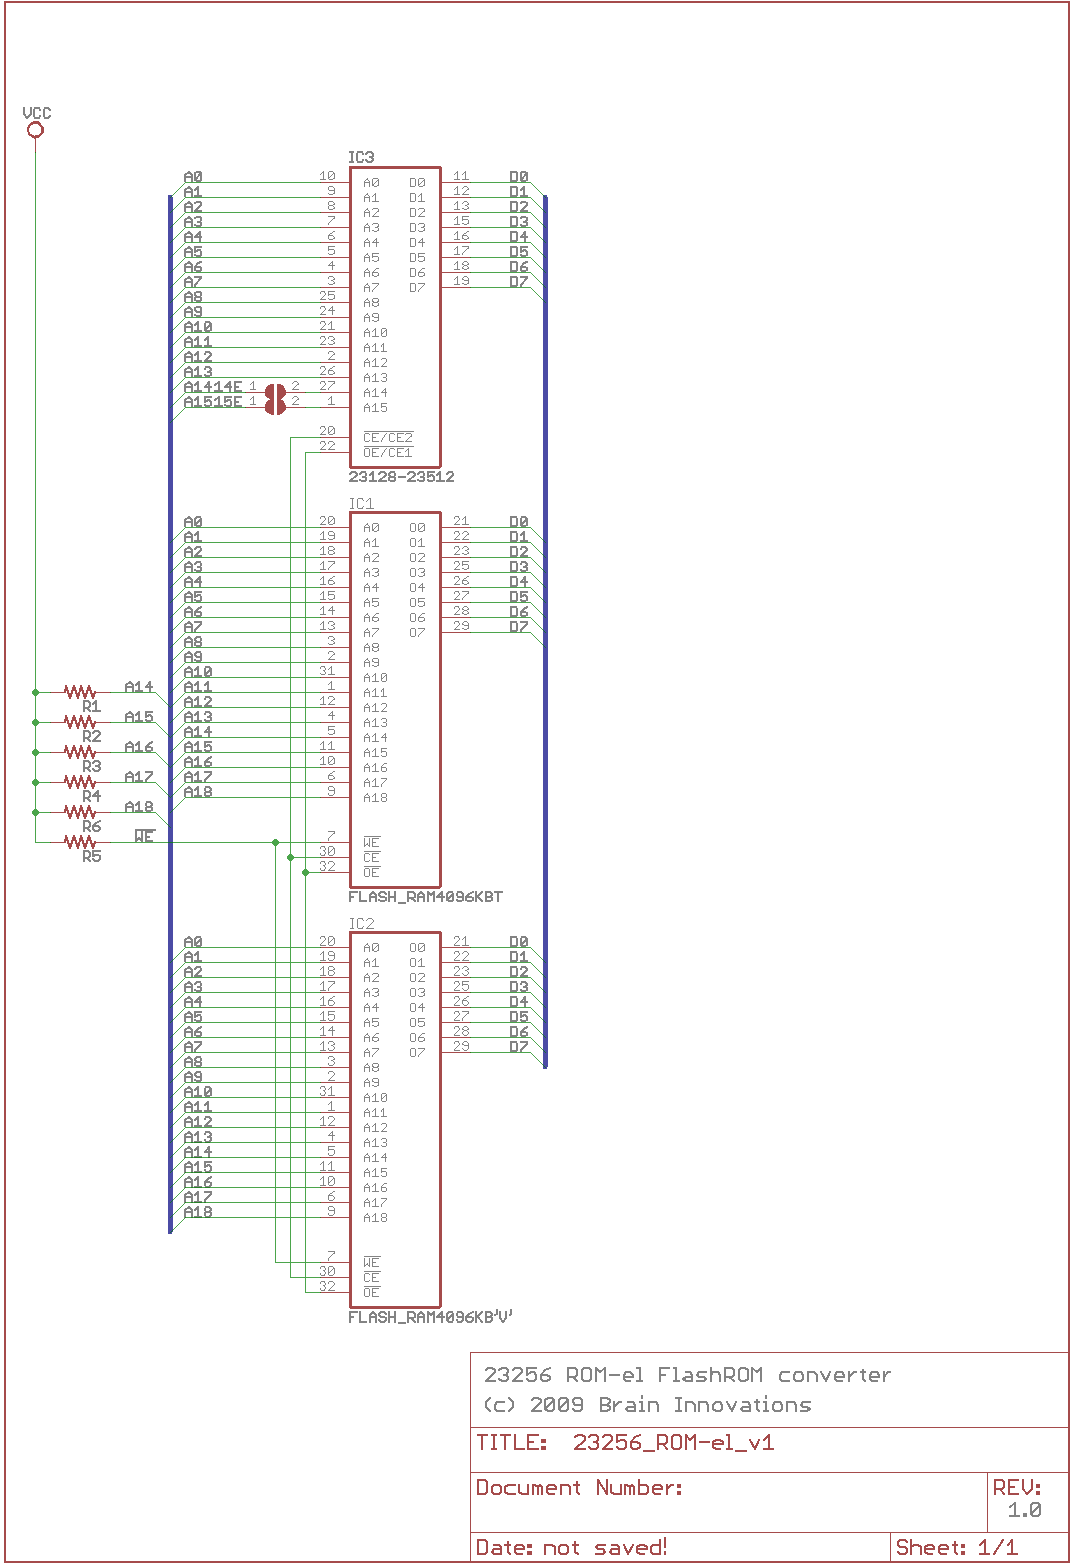 VCC
IC3
A0 10 A0 D0 11 D0
A1 9 A1 D1 12 D1
A2 8 A2 D2 13 D2
A3 7 A3 D3 15 D3
A4 6 A4 D4 16 D4
A5 5 A5 D5 17 D5
A6 4 A6 D6 18 D6
A7 3 A7 D7 19 D7
A8 25 A8
A9 24 A9
A10 21 A10
A11 23 A11
A12 2 A12
A13 26 A13
A1414E 1 2 27 A14
A1515E 1 2 1 A15
20 CE/CE2
22 OE/CE1
23128-23512
IC1
A0 20 A0 O0 21 D0
A1 19 A1 O1 22 D1
A2 18 A2 O2 23 D2
A3 17 A3 O3 25 D3
A4 16 A4 O4 26 D4
A5 15 A5 O5 27 D5
A6 14 A6 O6 28 D6
A7 13 A7 O7 29 D7
A8 3 A8
A9 2 A9
A10 31 A10
A11 1 A11
A12 12 A12
A13 4 A13
A14 5 A14
A15 11 A15
A16 10 A16
A17 6 A17
A18 9 A18
7 WE
30 CE
32 OE
FLASH_RAM4096KBT
A14
R1
A15
R2
A16
R3
A17
R4
A18
R6
WE
R5
IC2
A0 20 A0 O0 21 D0
A1 19 A1 O1 22 D1
A2 18 A2 O2 23 D2
A3 17 A3 O3 25 D3
A4 16 A4 O4 26 D4
A5 15 A5 O5 27 D5
A6 14 A6 O6 28 D6
A7 13 A7 O7 29 D7
A8 3 A8
A9 2 A9
A10 31 A10
A11 1 A11
A12 12 A12
A13 4 A13
A14 5 A14
A15 11 A15
A16 10 A16
A17 6 A17
A18 9 A18
7 WE
30 CE
32 OE
FLASH_RAM4096KB'V'
23256 ROM-el FlashROM converter
(c) 2009 Brain Innovations
TITLE: 23256_ROM-el_v1
Document Number:
REV:
1.0
Date: not saved!
Sheet: 1/1